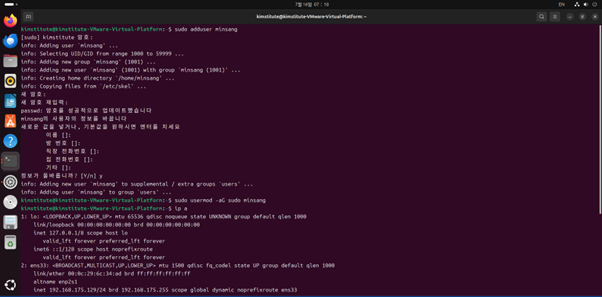 7월 14일 07 : 18
EN
kimstitute@kimstitute-VMware-Virtual-Platform: ~
kimstitute@kimstitute-VMware-Virtual-Platform:~$ sudo adduser minsang
[sudo] kimstitute 암호:
info: Adding user `minsang' ...
info: Selecting UID/GID from range 1000 to 59999 ...
info: Adding new group `minsang' (1001) ...
info: Adding new user `minsang' (1001) with group `minsang (1001)' ...
info: Creating home directory `/home/minsang' ...
info: Copying files from `/etc/skel' ...
새 암호:
새 암호 재입력:
passwd: 암호를 성공적으로 업데이트했습니다
minsang의 사용자의 정보를 바꿉니다
새로운 값을 넣거나, 기본값을 원하시면 엔터를 치세요
이름 []:
방 번호 []:
직장 전화번호 []:
집 전화번호 []:
기타 []:
정보가 올바릅니까? [Y/n] y
info: Adding new user `minsang' to supplemental / extra groups `users' ...
info: Adding user `minsang' to group `users' ...
kimstitute@kimstitute-VMware-Virtual-Platform:~$ sudo usermod -aG sudo minsang
kimstitute@kimstitute-VMware-Virtual-Platform:~$ ip a
1: lo: <LOOPBACK,UP,LOWER_UP> mtu 65536 qdisc noqueue state UNKNOWN group default qlen 1000
link/loopback 00:00:00:00:00:00 brd 00:00:00:00:00:00
inet 127.0.0.1/8 scope host lo
valid_lft forever preferred_lft forever
inet6 ::1/128 scope host noprefixroute
valid_lft forever preferred_lft forever
2: ens33: <BROADCAST,MULTICAST,UP,LOWER_UP> mtu 1500 qdisc fq_codel state UP group default qlen 1000
link/ether 00:0c:29:6c:34:ad brd ff:ff:ff:ff:ff:ff
altname enp2s1
inet 192.168.175.129/24 brd 192.168.175.255 scope global dynamic noprefixroute ens33